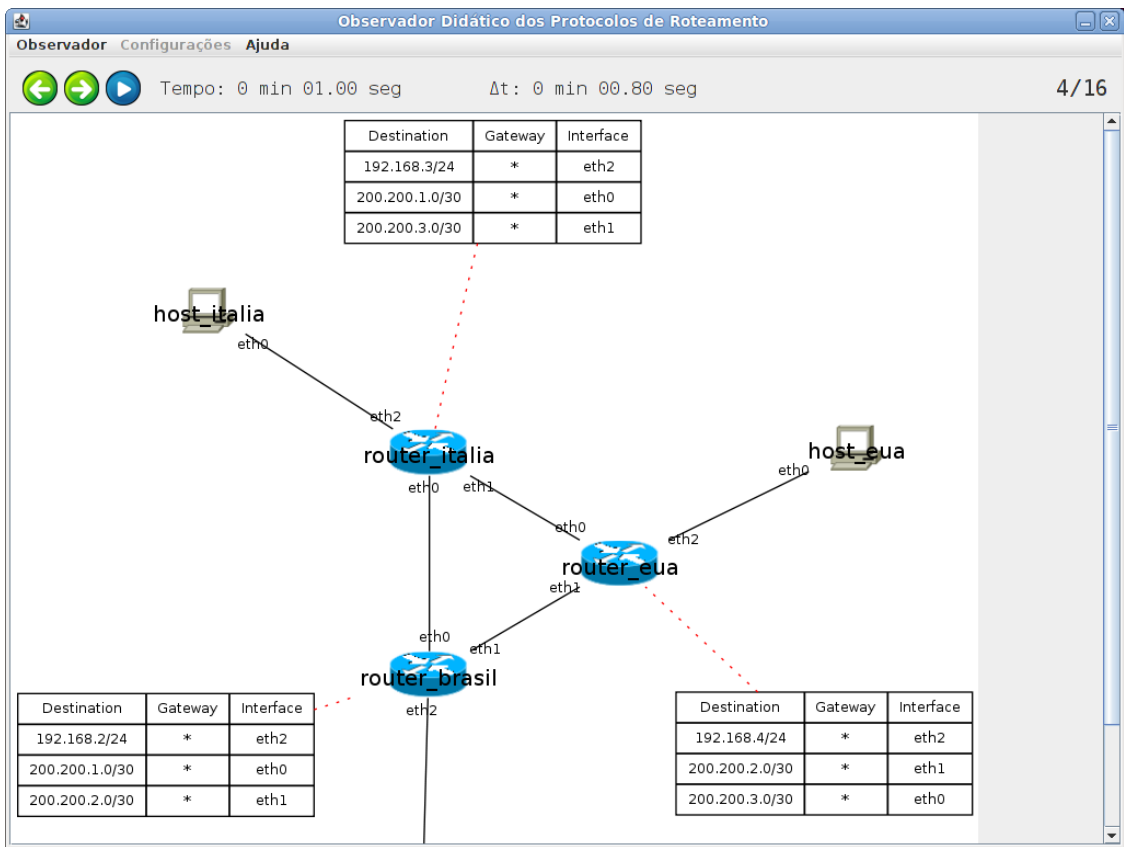 Observador Didático dos Protocolos de Roteamento
Observador Configurações Ajuda
Tempo: 0 min 01.00 seg Δt: 0 min 00.80 seg 4/16
Destination Gateway Interface
192.168.3/24 * eth2
200.200.1.0/30 * eth0
200.200.3.0/30 * eth1
host_italia
eth0
eth2
router_italia
eth0 eth1
host_eua
eth0
eth0
eth2
router_eua
eth1
eth0
eth1
router_brasil
eth2
Destination Gateway Interface
192.168.2/24 * eth2
200.200.1.0/30 * eth0
200.200.2.0/30 * eth1
Destination Gateway Interface
192.168.4/24 * eth2
200.200.2.0/30 * eth1
200.200.3.0/30 * eth0